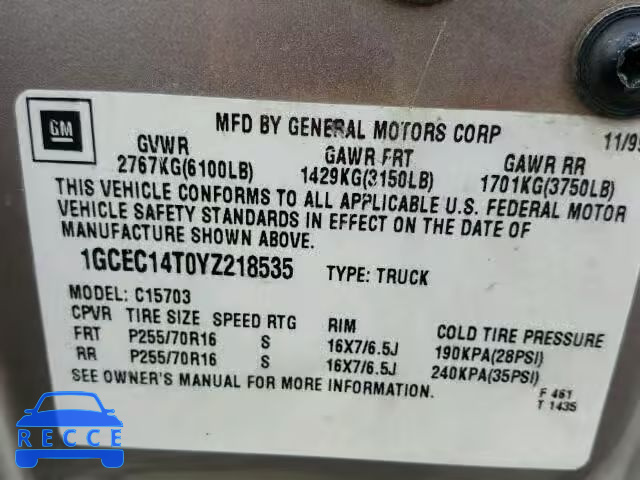 GM
MFD BY GENERAL MOTORS CORP 11/99
GVWR GAWR FRT GAWR RR
2767KG(6100LB) 1429KG(3150LB) 1701KG(3750LB)
THIS VEHICLE CONFORMS TO ALL APPLICABLE U.S. FEDERAL MOTOR
VEHICLE SAFETY STANDARDS IN EFFECT ON THE DATE OF
MANUFACTURE SHOWN ABOVE.
1GCEC14T0YZ218535 TYPE: TRUCK
MODEL: C15703
CPVR TIRE SIZE SPEED RTG RIM COLD TIRE PRESSURE
FRT P255/70R16 S 16X7/6.5J 190KPA(28PSI)
RR P255/70R16 S 16X7/6.5J 240KPA(35PSI)
SEE OWNER'S MANUAL FOR MORE INFORMATION.
F 461
T 1435
RECCE